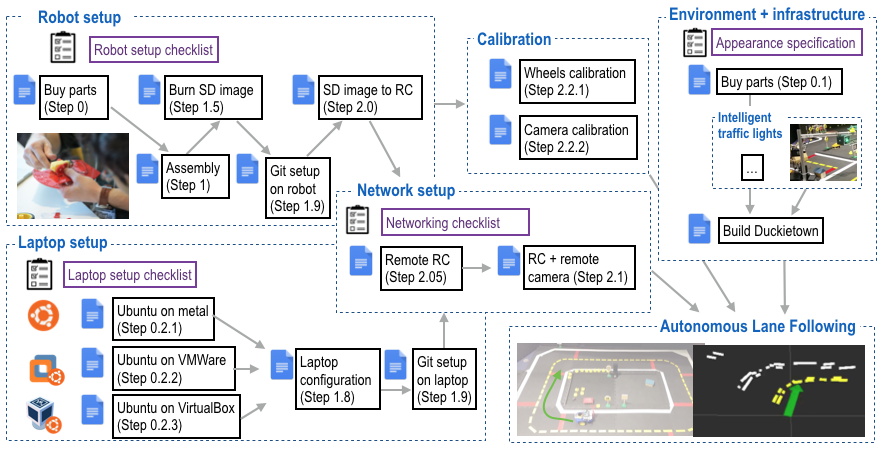 Robot setup
Robot setup checklist
Buy parts
(Step 0)
Burn SD image
(Step 1.5)
SD image to RC
(Step 2.0)
Assembly
(Step 1)
Git setup
on robot
(Step 1.9)
Calibration
Wheels calibration
(Step 2.2.1)
Camera calibration
(Step 2.2.2)
Environment + infrastructure
Appearance specification
Buy parts (Step 0.1)
Intelligent
traffic lights
...
Build Duckietown
Network setup
Networking checklist
Remote RC
(Step 2.05)
RC + remote
camera (Step 2.1)
Laptop setup
Laptop setup checklist
Ubuntu on metal
(Step 0.2.1)
Ubuntu on VMWare
(Step 0.2.2)
Ubuntu on VirtualBox
(Step 0.2.3)
Laptop
configuration
(Step 1.8)
Git setup
on laptop
(Step 1.9)
Autonomous Lane Following